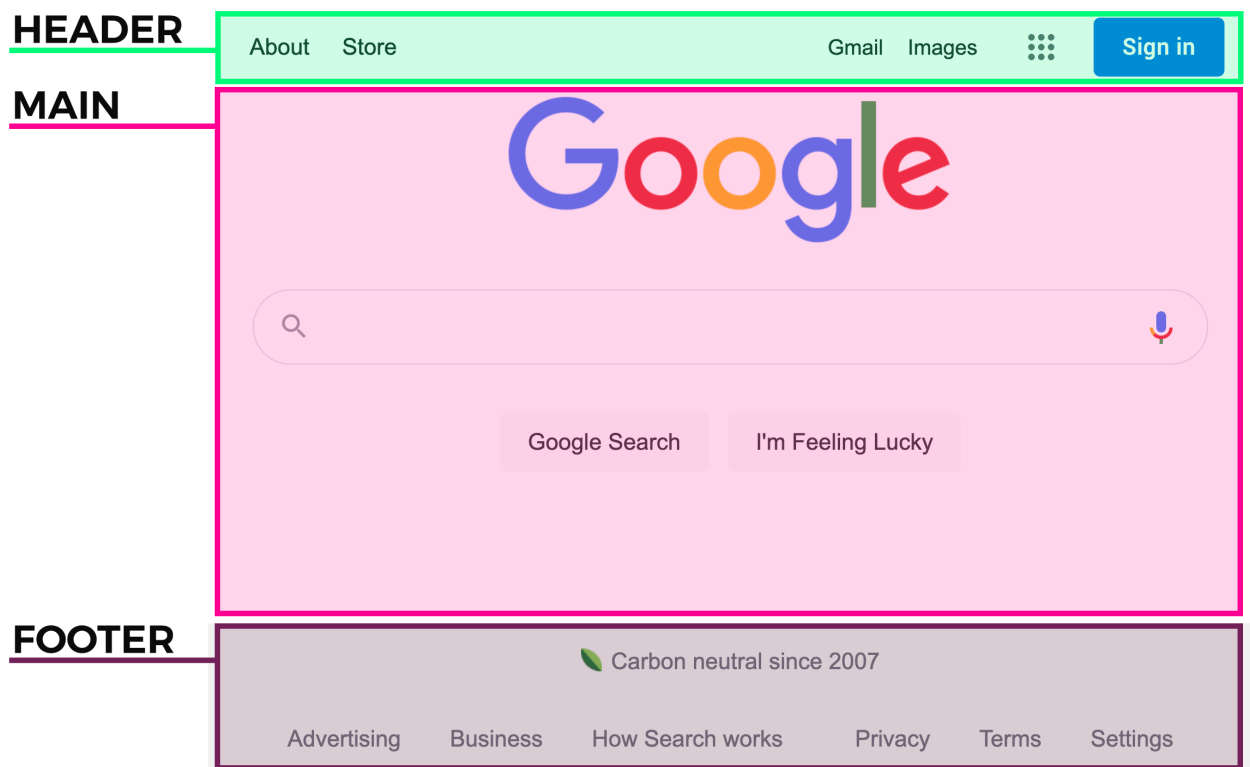 HEADER
About Store Gmail Images Sign in
MAIN
Google
Google Search I'm Feeling Lucky
FOOTER
Carbon neutral since 2007
Advertising Business How Search works Privacy Terms Settings